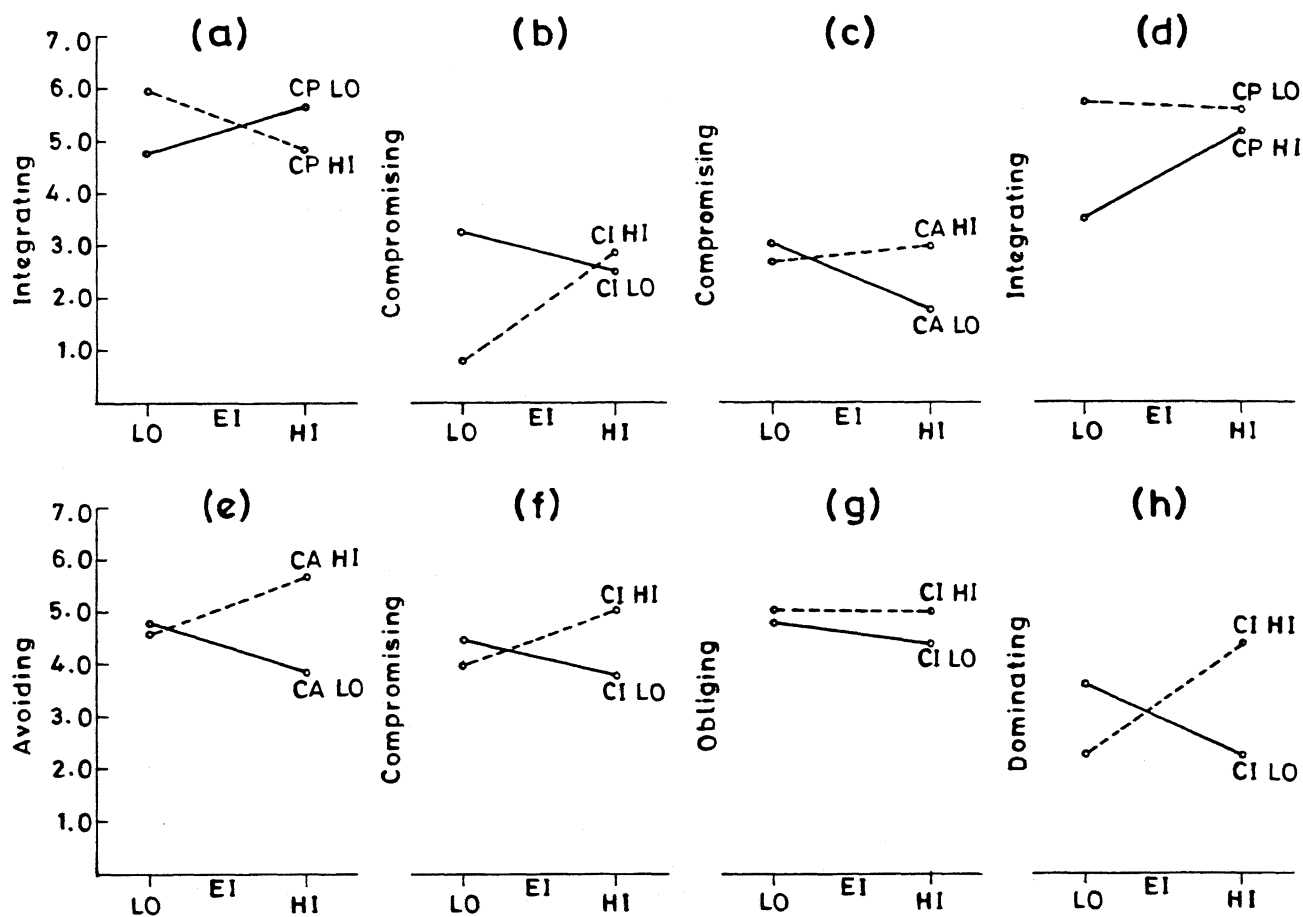 (a)
7.0
6.0
5.0
4.0
3.0
2.0
1.0
Integrating
CP LO
CP HI
LO EI HI
(b)
Compromising
CI HI
CI LO
LO EI HI
(c)
Compromising
CA HI
CA LO
LO EI HI
(d)
Integrating
CP LO
CP HI
LO EI HI
(e)
7.0
6.0
5.0
4.0
3.0
2.0
1.0
Avoiding
CA HI
CA LO
LO EI HI
(f)
Compromising
CI HI
CI LO
LO EI HI
(g)
Obliging
CI HI
CI LO
LO EI HI
(h)
Dominating
CI HI
CI LO
LO EI HI